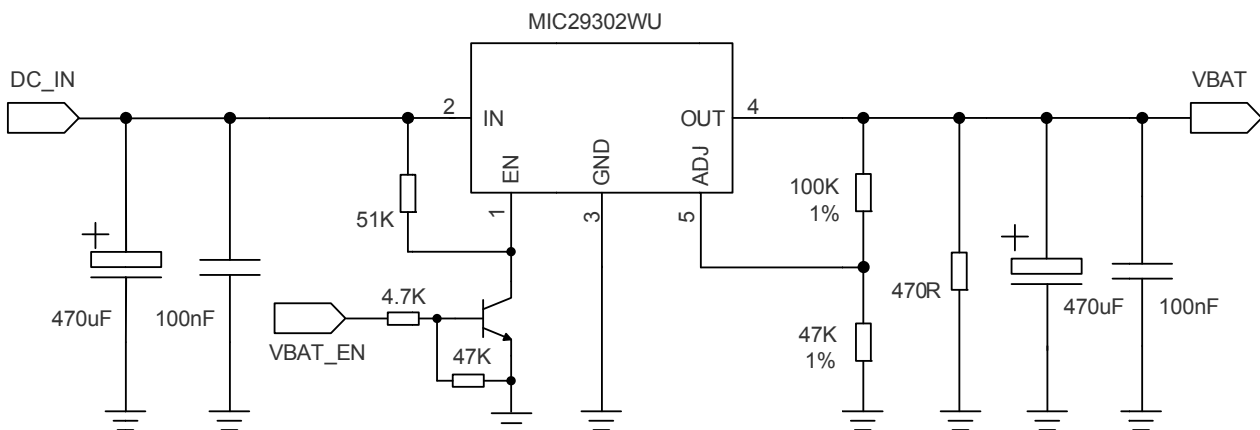 MIC29302WU
DC_IN
VBAT
2
IN
OUT
4
EN
GND
ADJ
1
3
5
51K
100K
1%
470uF
100nF
4.7K
VBAT_EN
47K
47K
1%
470R
470uF
100nF